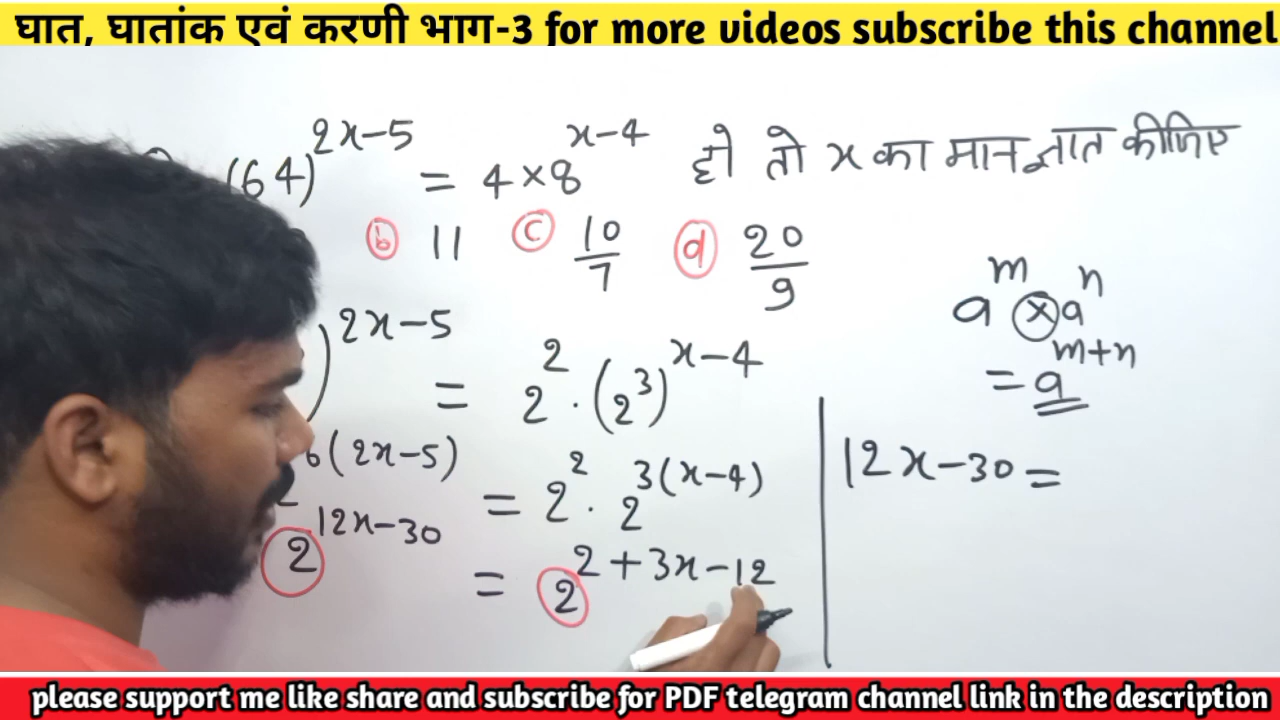 घात, घातांक एवं करणी भाग-3 for more videos subscribe this channel
(64)^{2x-5} = 4×8^{x-4} हो तो x का मान ज्ञात कीजिए
b 11 c 10/7 d 20/9
a^m × a^n
= a^{m+n}
)^{2x-5} = 2^2 · (2^3)^{x-4}
6(2x-5) = 2^2 · 2^{3(x-4)}
2^{12x-30} = 2^{2+3x-12}
12x-30 =
please support me like share and subscribe for PDF telegram channel link in the description